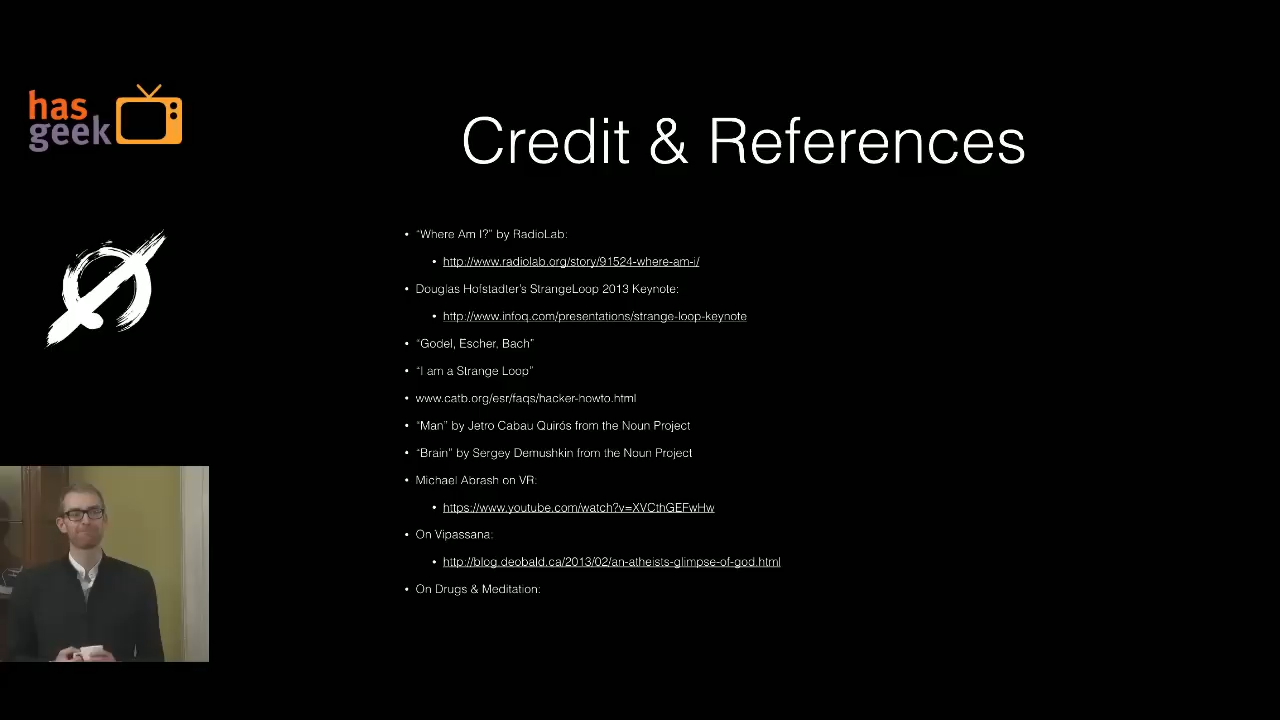 has
geek
Credit & References
• “Where Am I?” by RadioLab:
• http://www.radiolab.org/story/91524-where-am-i/
• Douglas Hofstadter’s StrangeLoop 2013 Keynote:
• http://www.infoq.com/presentations/strange-loop-keynote
• “Godel, Escher, Bach”
• “I am a Strange Loop”
• www.catb.org/esr/faqs/hacker-howto.html
• “Man” by Jetro Cabau Quirós from the Noun Project
• “Brain” by Sergey Demushkin from the Noun Project
• Michael Abrash on VR:
• https://www.youtube.com/watch?v=XVCthGEFwHw
• On Vipassana:
• http://blog.deobald.ca/2013/02/an-atheists-glimpse-of-god.html
• On Drugs & Meditation: